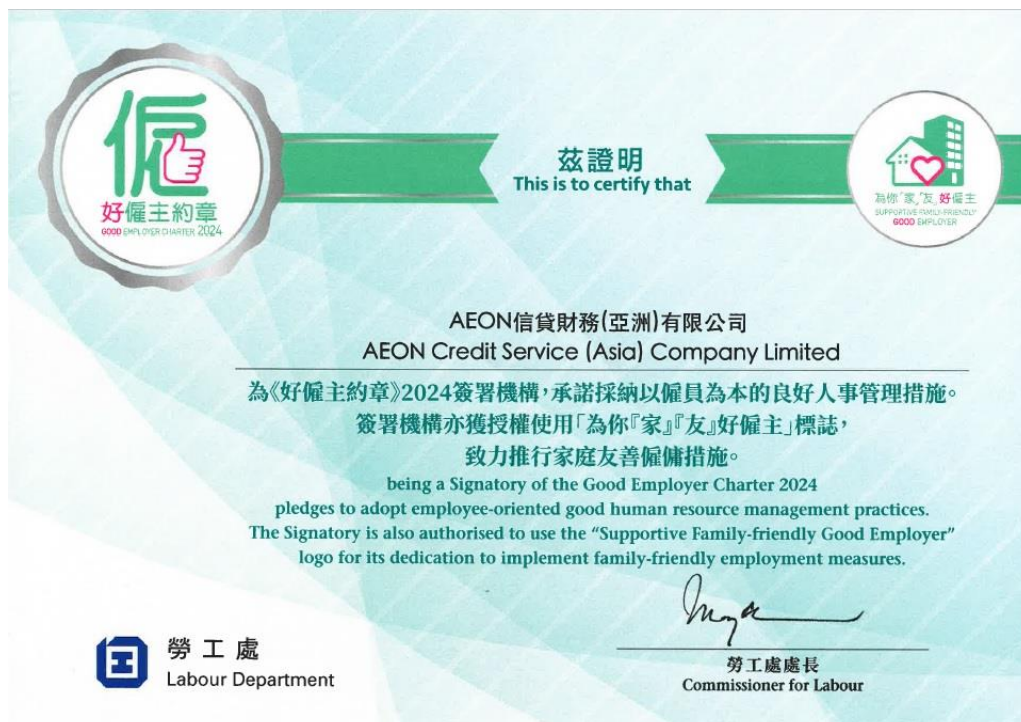 僱
好僱主約章
GOOD EMPLOYER CHARTER 2024
茲證明
This is to certify that
為你“家”“友”好僱主
SUPPORTIVE FAMILY-FRIENDLY
GOOD EMPLOYER
AEON信貸財務(亞洲)有限公司
AEON Credit Service (Asia) Company Limited
為《好僱主約章》2024簽署機構，承諾採納以僱員為本的良好人事管理措施。
簽署機構亦獲授權使用「為你『家』『友』好僱主」標誌，
致力推行家庭友善僱傭措施。
being a Signatory of the Good Employer Charter 2024
pledges to adopt employee-oriented good human resource management practices.
The Signatory is also authorised to use the “Supportive Family-friendly Good Employer”
logo for its dedication to implement family-friendly employment measures.
勞工處
Labour Department
勞工處處長
Commissioner for Labour